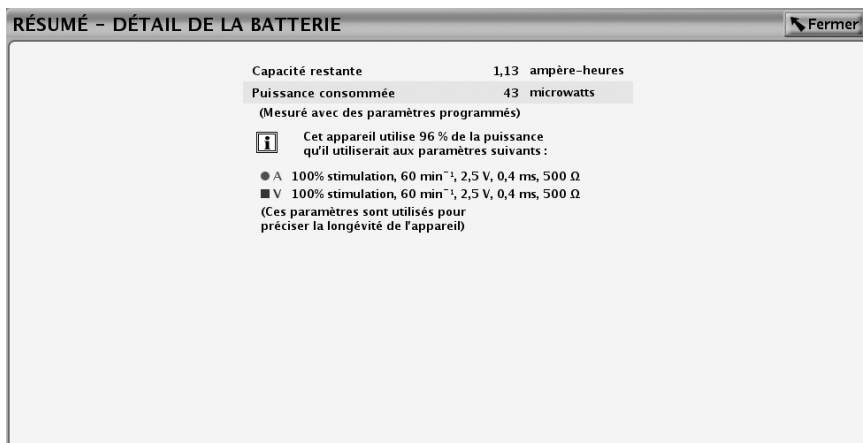 RÉSUMÉ – DÉTAIL DE LA BATTERIE
Fermer
Capacité restante 1,13 ampère-heures
Puissance consommée 43 microwatts
(Mesuré avec des paramètres programmés)
i Cet appareil utilise 96 % de la puissance
qu'il utiliserait aux paramètres suivants :
A 100% stimulation, 60 min⁻¹, 2,5 V, 0,4 ms, 500 Ω
V 100% stimulation, 60 min⁻¹, 2,5 V, 0,4 ms, 500 Ω
(Ces paramètres sont utilisés pour
préciser la longévité de l'appareil)